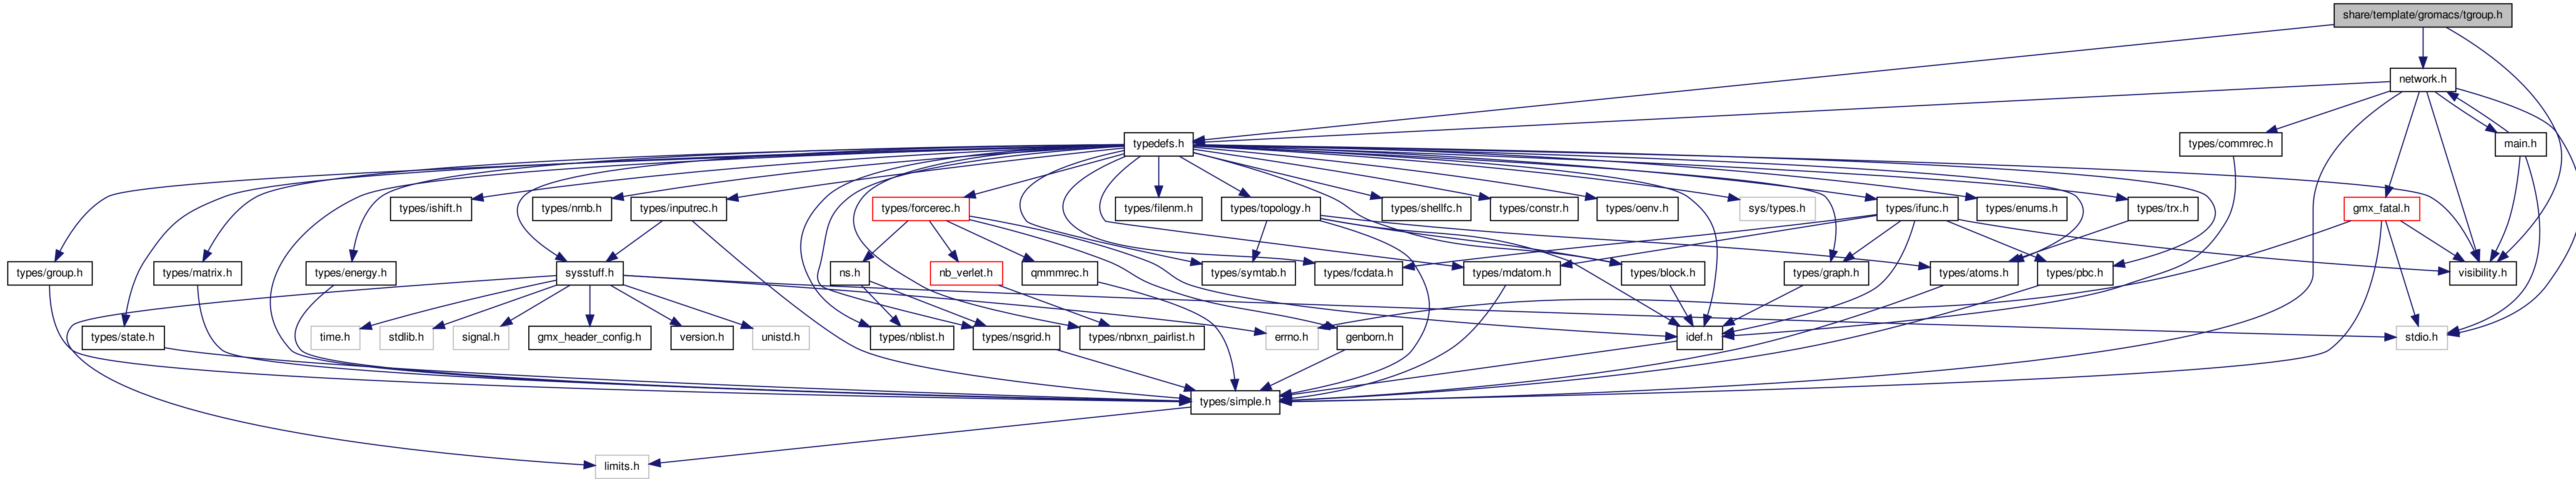 share/template/gromacs/tgroup.h
network.h
typedefs.h
types/commrec.h
main.h
types/ishift.h
types/nrnb.h
types/inputrec.h
types/forcerec.h
types/filenm.h
types/topology.h
types/shellfc.h
types/constr.h
types/oenv.h
sys/types.h
types/ifunc.h
types/enums.h
types/trx.h
gmx_fatal.h
types/group.h
types/matrix.h
types/energy.h
sysstuff.h
ns.h
nb_verlet.h
qmmmrec.h
types/symtab.h
types/fcdata.h
types/mdatom.h
types/block.h
types/graph.h
types/atoms.h
types/pbc.h
visibility.h
types/state.h
time.h
stdlib.h
signal.h
gmx_header_config.h
version.h
unistd.h
types/nblist.h
types/nsgrid.h
types/nbnxn_pairlist.h
errno.h
genborn.h
idef.h
stdio.h
types/simple.h
limits.h